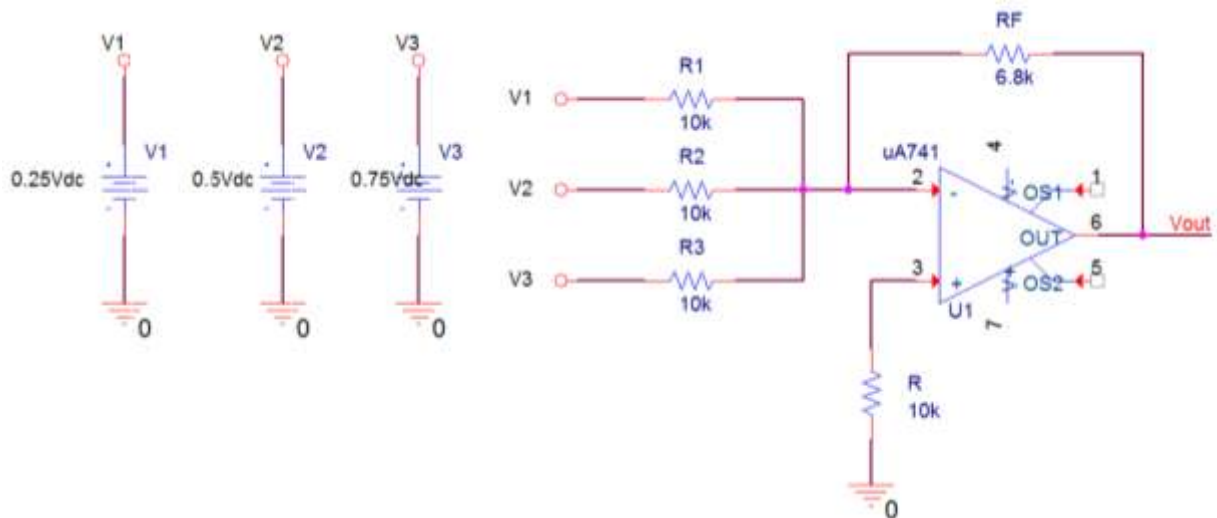 V1
V2
V3
V1
0.25Vdc
V2
0.5Vdc
V3
0.75Vdc
0
0
0
RF
6.8k
R1
V1
10k
R2
V2
10k
R3
V3
10k
uA741
4
2
-
V-
OS1
1
6
OUT
Vout
3
+
V+
OS2
5
U1
7
R
10k
0